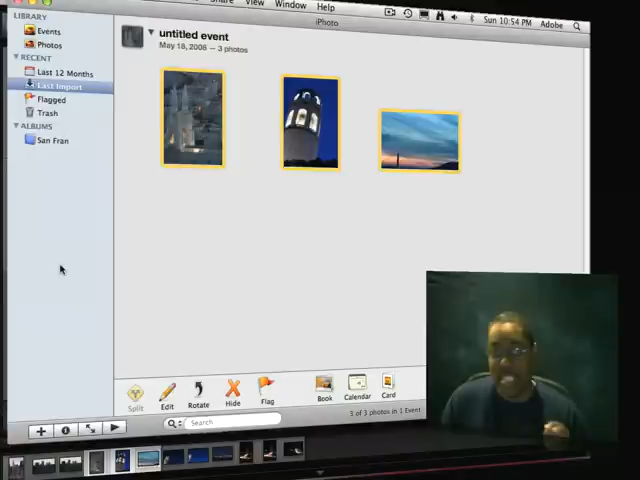 Share View Window Help
Sun 10:54 PM Adobe
iPhoto
LIBRARY
Events
Photos
RECENT
Last 12 Months
Last Import
Flagged
Trash
ALBUMS
San Fran
untitled event
May 18, 2008 — 3 photos
Split
Edit
Rotate
Hide
Flag
Book
Calendar
Card
Search
3 of 3 photos in 1 Event